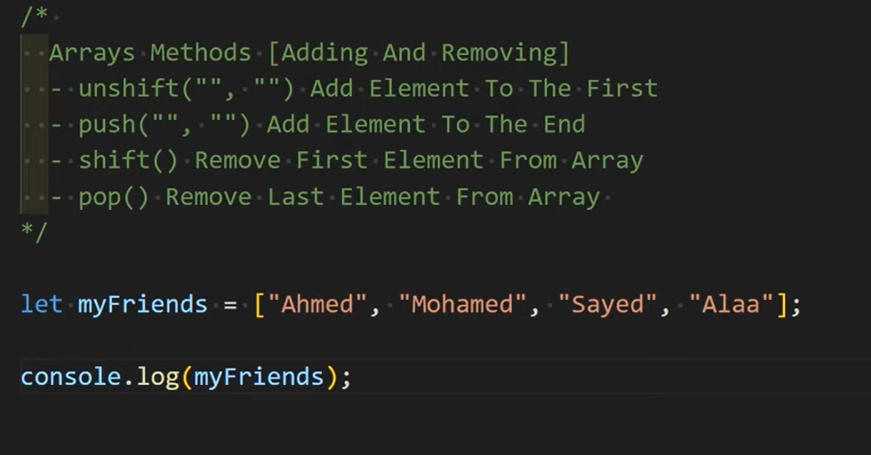 /*
  Arrays Methods [Adding And Removing]
  - unshift("", "") Add Element To The First
  - push("", "") Add Element To The End
  - shift() Remove First Element From Array
  - pop() Remove Last Element From Array
*/
let myFriends = ["Ahmed", "Mohamed", "Sayed", "Alaa"];
console.log(myFriends);